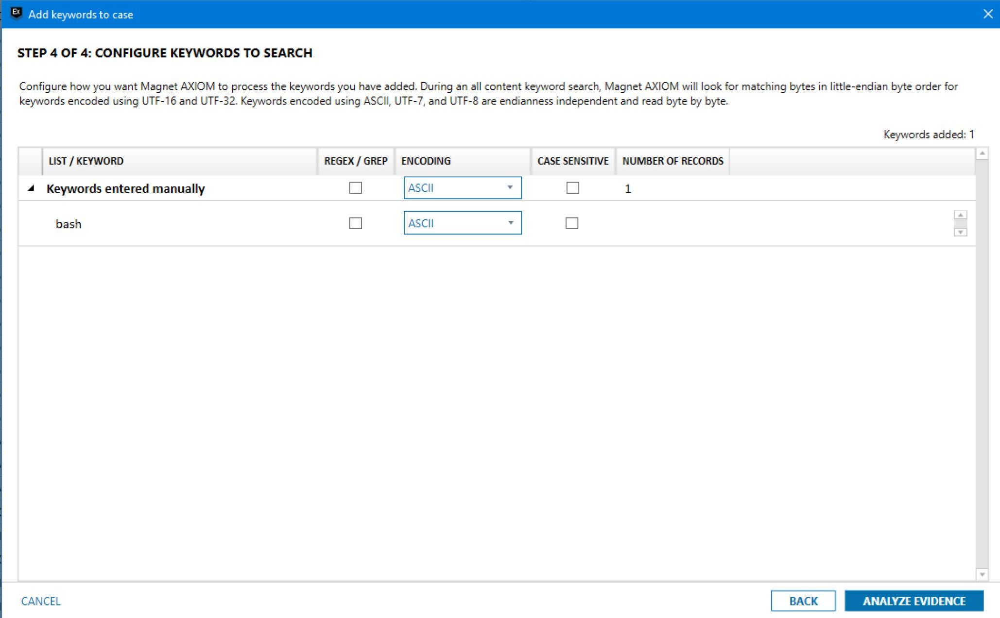 Ex Add keywords to case
STEP 4 OF 4: CONFIGURE KEYWORDS TO SEARCH
Configure how you want Magnet AXIOM to process the keywords you have added. During an all content keyword search, Magnet AXIOM will look for matching bytes in little-endian byte order for
keywords encoded using UTF-16 and UTF-32. Keywords encoded using ASCII, UTF-7, and UTF-8 are endianness independent and read byte by byte.
Keywords added: 1
LIST / KEYWORD REGEX / GREP ENCODING CASE SENSITIVE NUMBER OF RECORDS
Keywords entered manually ASCII 1
bash ASCII
CANCEL BACK ANALYZE EVIDENCE